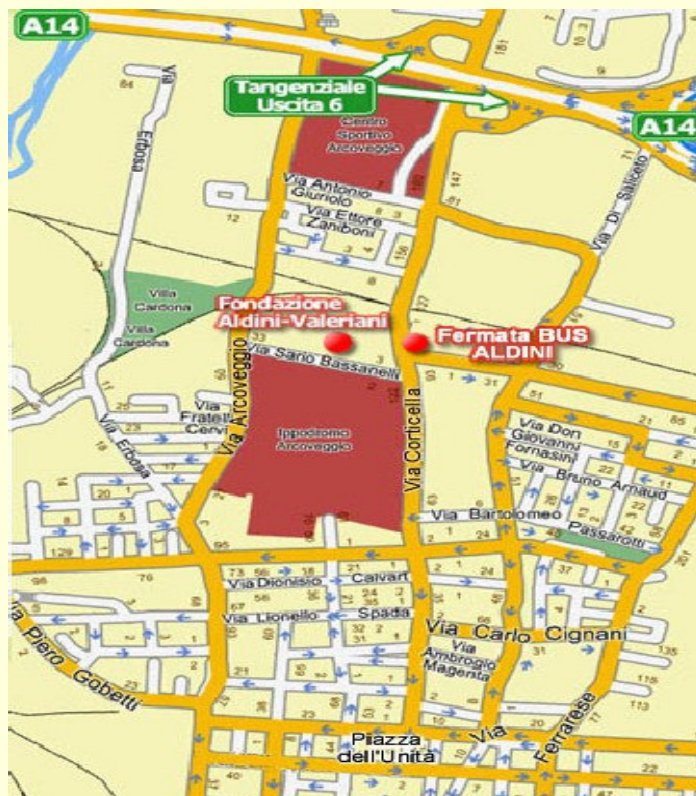 A14
Tangenziale
Uscita 6
A14
Centro
Sportivo
Arcoveggio
Via
Erbosa
Via Antonio
Giuriolo
Via Ettore
Zaniboni
Via Di Saliceto
Villa
Cardona
Villa
Cardona
Fondazione
Aldini-Valeriani
Fermata BUS
ALDINI
Via Sario Bassanelli
Via Arcoveggio
Via Corticella
Via
Fratelli
Cervi
Via Erbosa
Ippodromo
Arcoveggio
Via Don
Giovanni
Fornasini
Via Bruno Arnaud
Via Bartolomeo
Passarotti
Via Dionisio Calvart
Via Lionello Spada
Via Carlo Cignani
Via
Ambrogio
Magenta
Via Piero Gobetti
Via
Ferrarese
Piazza
dell'Unità